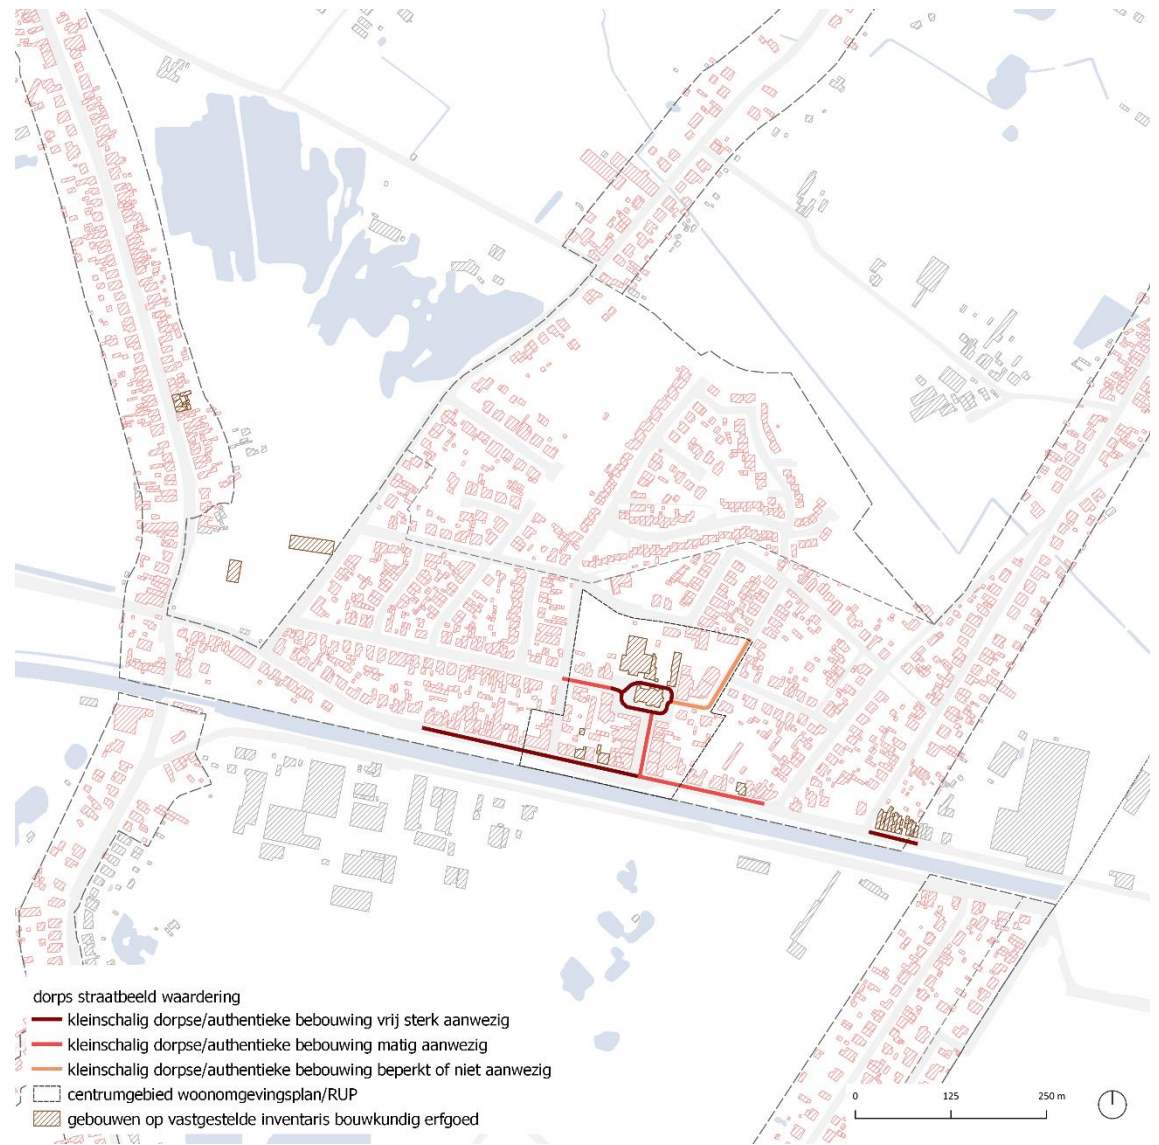 dorps straatbeeld waardering
kleinschalig dorpse/authentieke bebouwing vrij sterk aanwezig
kleinschalig dorpse/authentieke bebouwing matig aanwezig
kleinschalig dorpse/authentieke bebouwing beperkt of niet aanwezig
centrumgebied woonomgevingsplan/RUP
gebouwen op vastgestelde inventaris bouwkundig erfgoed
0 125 250 m